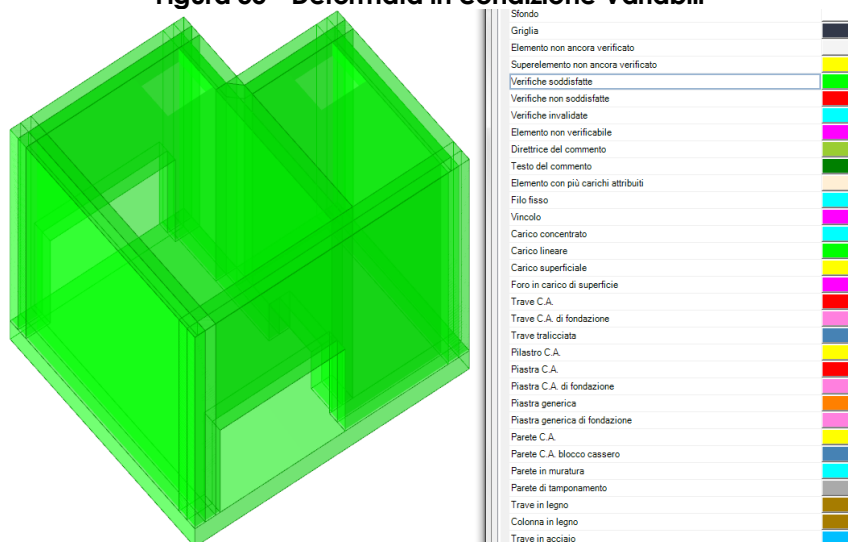 Figura 33 - Deformata in Condizione Variabili
Sfondo
Griglia
Elemento non ancora verificato
Superelemento non ancora verificato
Verifiche soddisfatte
Verifiche non soddisfatte
Verifiche invalidate
Elemento non verificabile
Direttrice del commento
Testo del commento
Elemento con più carichi attribuiti
Filo fisso
Vincolo
Carico concentrato
Carico lineare
Carico superficiale
Foro in carico di superficie
Trave C.A.
Trave C.A. di fondazione
Trave tralicciata
Pilastro C.A.
Piastra C.A.
Piastra C.A. di fondazione
Piastra generica
Piastra generica di fondazione
Parete C.A.
Parete C.A. blocco cassero
Parete in muratura
Parete di tamponamento
Trave in legno
Colonna in legno
Trave in acciaio